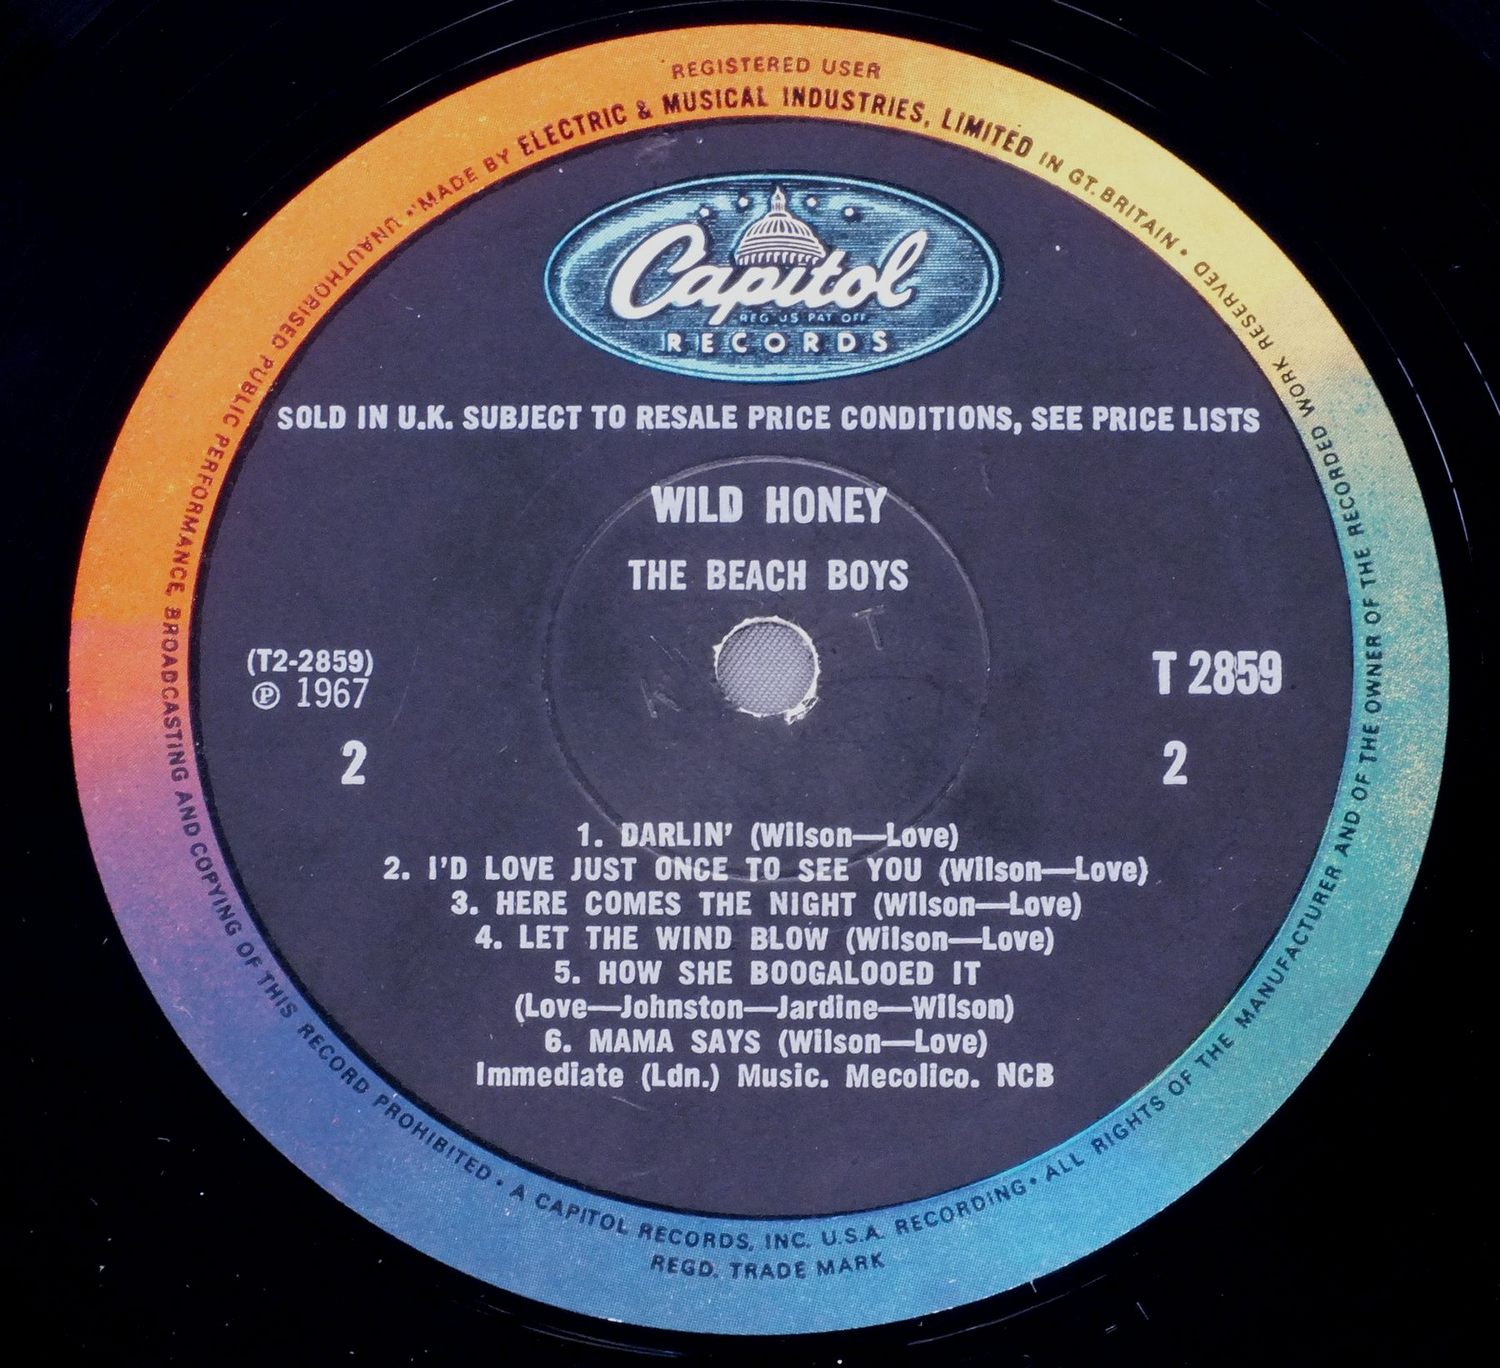 REGISTERED USER
"MADE BY ELECTRIC & MUSICAL INDUSTRIES, LIMITED IN GT. BRITAIN • 
Capitol
REG. US PAT OFF
RECORDS
SOLD IN U.K. SUBJECT TO RESALE PRICE CONDITIONS, SEE PRICE LISTS
WILD HONEY
THE BEACH BOYS
K T
(T2-2859)
℗ 1967
T 2859
2
2
1. DARLIN' (Wilson—Love)
2. I'D LOVE JUST ONCE TO SEE YOU (Wilson—Love)
3. HERE COMES THE NIGHT (Wilson—Love)
4. LET THE WIND BLOW (Wilson—Love)
5. HOW SHE BOOGALOOED IT
(Love—Johnston—Jardine—Wilson)
6. MAMA SAYS (Wilson—Love)
Immediate (Ldn.) Music. Mecolico. NCB
ALL RIGHTS OF THE MANUFACTURER AND OF THE OWNER OF THE RECORDED WORK RESERVED
UNAUTHORISED PUBLIC PERFORMANCE, BROADCASTING AND COPYING OF THIS RECORD PROHIBITED •
A CAPITOL RECORDS, INC. U.S.A. RECORDING •
REGD. TRADE MARK